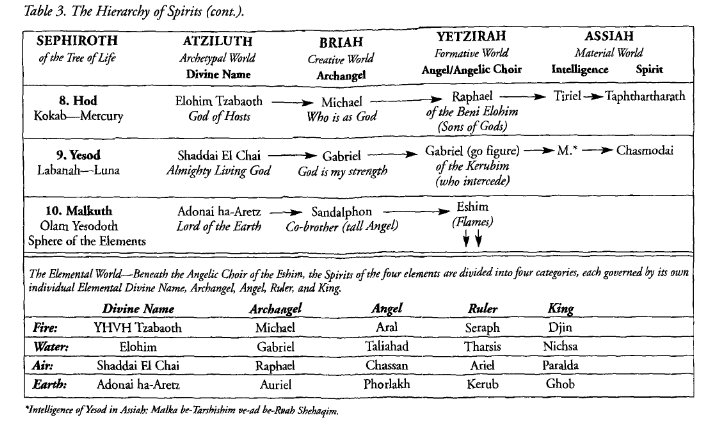 Table 3. The Hierarchy of Spirits (cont.).
SEPHIROTH ATZILUTH BRIAH YETZIRAH ASSIAH
of the Tree of Life Archetypal World Creative World Formative World Material World
Divine Name Archangel Angel/Angelic Choir Intelligence Spirit
8. Hod Elohim Tzabaoth → Michael → Raphael → Tiriel → Taphthartharath
Kokab—Mercury God of Hosts Who is as God of the Beni Elohim
(Sons of Gods)
9. Yesod Shaddai El Chai → Gabriel → Gabriel (go figure) → M.* → Chasmodai
Labanah—Luna Almighty Living God God is my strength of the Kerubim
(who intercede)
10. Malkuth Adonai ha-Aretz → Sandalphon → Eshim
Olam Yesodoth Lord of the Earth Co-brother (tall Angel) (Flames)
Sphere of the Elements
The Elemental World—Beneath the Angelic Choir of the Eshim, the Spirits of the four elements are divided into four categories, each governed by its own
individual Elemental Divine Name, Archangel, Angel, Ruler, and King.
Divine Name Archangel Angel Ruler King
Fire: YHVH Tzabaoth Michael Aral Seraph Djin
Water: Elohim Gabriel Taliahad Tharsis Nichsa
Air: Shaddai El Chai Raphael Chassan Ariel Paralda
Earth: Adonai ha-Aretz Auriel Phorlakh Kerub Ghob
*Intelligence of Yesod in Assiah: Malka be-Tarshishim ve-ad be-Ruah Shehaqim.